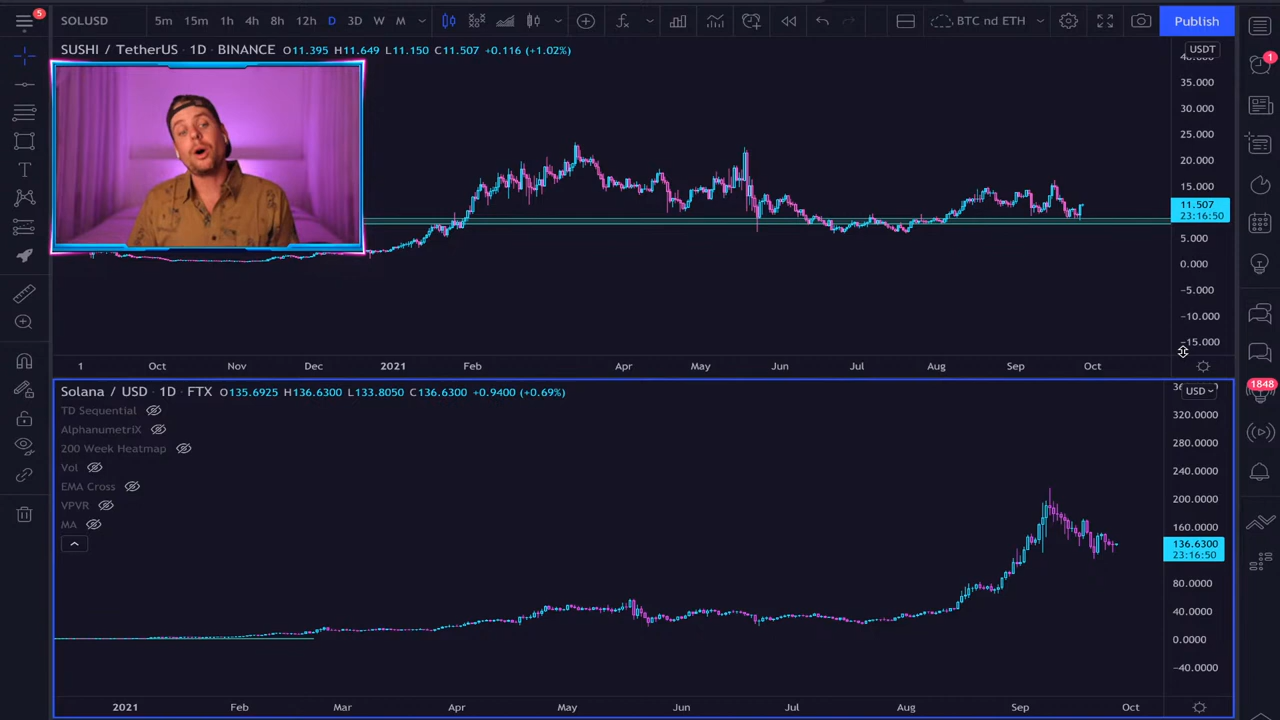 5
SOLUSD 5m 15m 1h 4h 8h 12h D 3D W M BTC nd ETH Publish
SUSHI / TetherUS · 1D · BINANCE O11.395 H11.649 L11.150 C11.507 +0.116 (+1.02%)
USDT
40.000
35.000
30.000
25.000
20.000
15.000
11.507
23:16:50
5.000
0.000
−5.000
−10.000
−15.000
1 Oct Nov Dec 2021 Feb Apr May Jun Jul Aug Sep Oct
Solana / USD · 1D · FTX O135.6925 H136.6300 L133.8050 C136.6300 +0.9400 (+0.69%)
TD Sequential
AlphanumetriX
200 Week Heatmap
Vol
EMA Cross
VPVR
MA
USD
320.0000
280.0000
240.0000
200.0000
160.0000
136.6300
23:16:50
80.0000
40.0000
0.0000
−40.0000
2021 Feb Mar Apr May Jun Jul Aug Sep Oct
1
1848